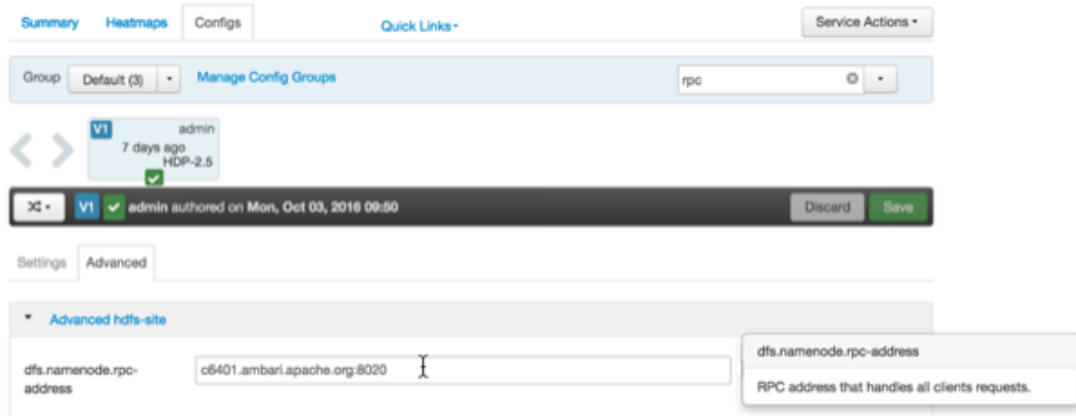 Summary Heatmaps Configs Quick Links Service Actions
Group Default (3) Manage Config Groups rpc
V1 admin
7 days ago
HDP-2.5
V1 admin authored on Mon, Oct 03, 2016 09:50 Discard Save
Settings Advanced
Advanced hdfs-site
dfs.namenode.rpc-address
dfs.namenode.rpc- c6401.ambari.apache.org:8020
address
RPC address that handles all clients requests.